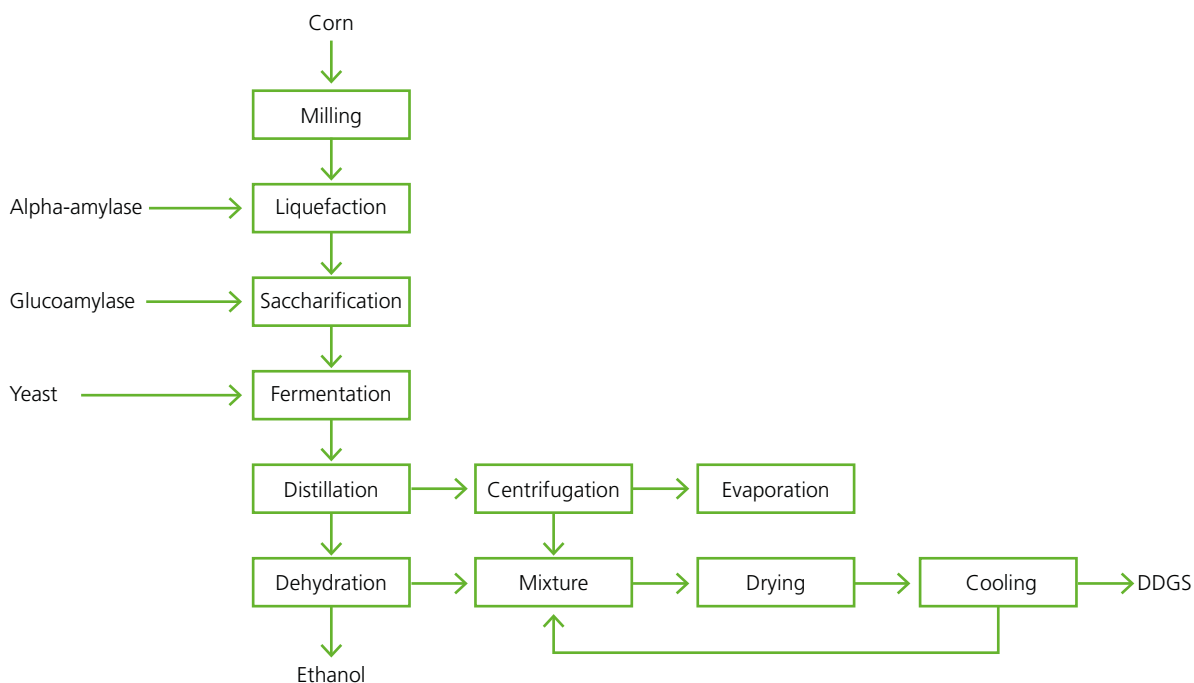 Corn
Milling
Alpha-amylase
Liquefaction
Glucoamylase
Saccharification
Yeast
Fermentation
Distillation
Centrifugation
Evaporation
Dehydration
Mixture
Drying
Cooling
DDGS
Ethanol